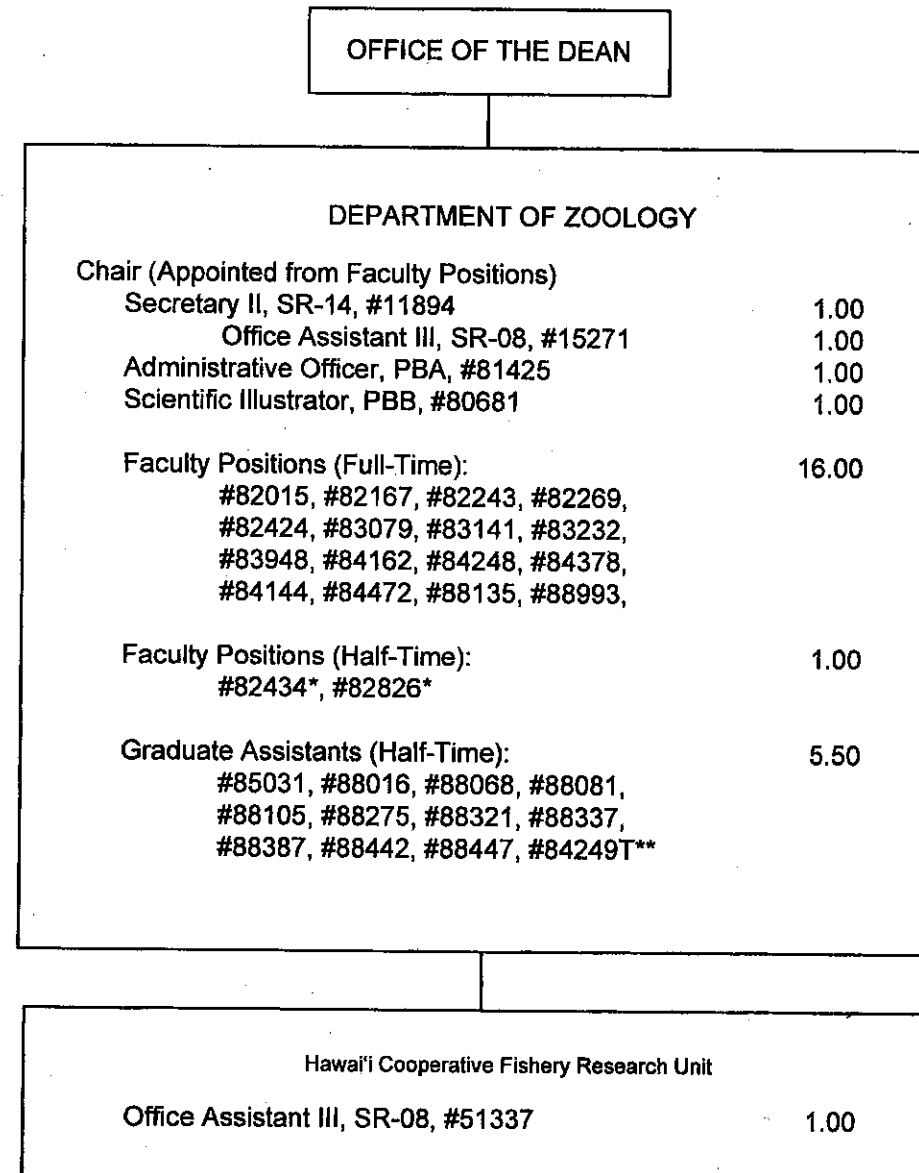 OFFICE OF THE DEAN
DEPARTMENT OF ZOOLOGY
Chair (Appointed from Faculty Positions)
Secretary II, SR-14, #11894 1.00
Office Assistant III, SR-08, #15271 1.00
Administrative Officer, PBA, #81425 1.00
Scientific Illustrator, PBB, #80681 1.00
Faculty Positions (Full-Time): 16.00
#82015, #82167, #82243, #82269,
#82424, #83079, #83141, #83232,
#83948, #84162, #84248, #84378,
#84144, #84472, #88135, #88993,
Faculty Positions (Half-Time): 1.00
#82434*, #82826*
Graduate Assistants (Half-Time): 5.50
#85031, #88016, #88068, #88081,
#88105, #88275, #88321, #88337,
#88387, #88442, #88447, #84249T**
Hawai'i Cooperative Fishery Research Unit
Office Assistant III, SR-08, #51337 1.00